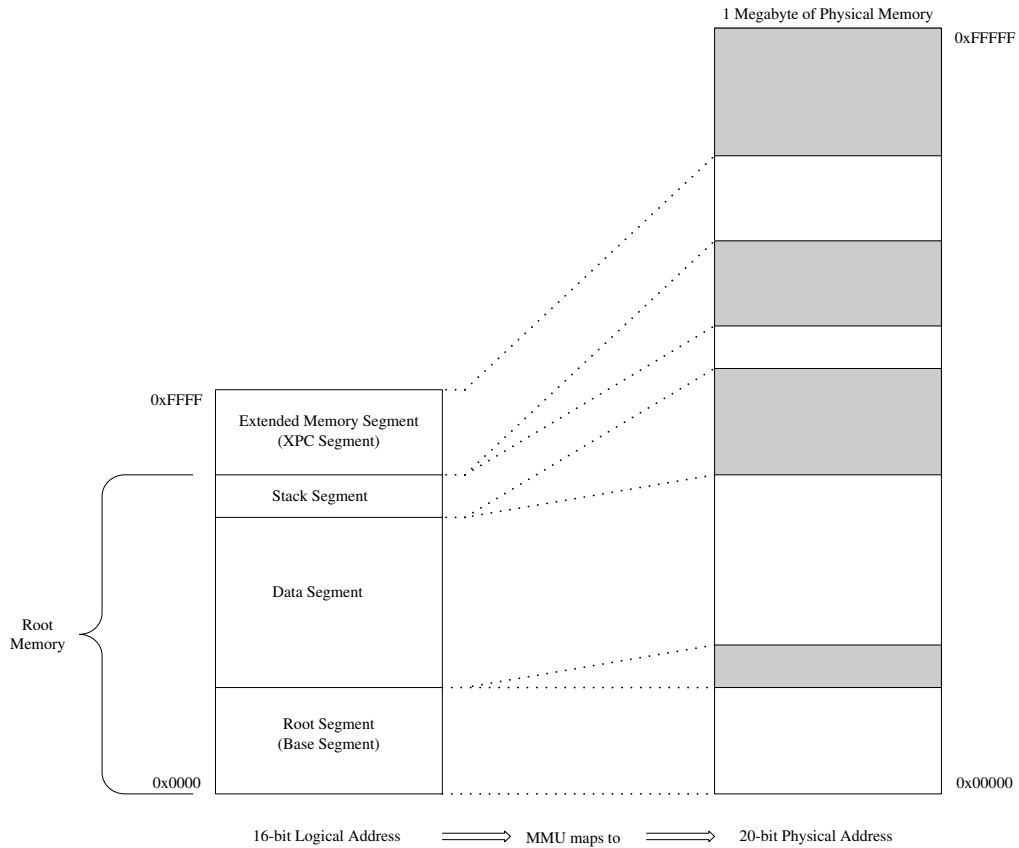 1 Megabyte of Physical Memory
0xFFFFF
0xFFFF
Extended Memory Segment
(XPC Segment)
Stack Segment
Data Segment
Root
Memory
Root Segment
(Base Segment)
0x0000
0x00000
16-bit Logical Address
MMU maps to
20-bit Physical Address